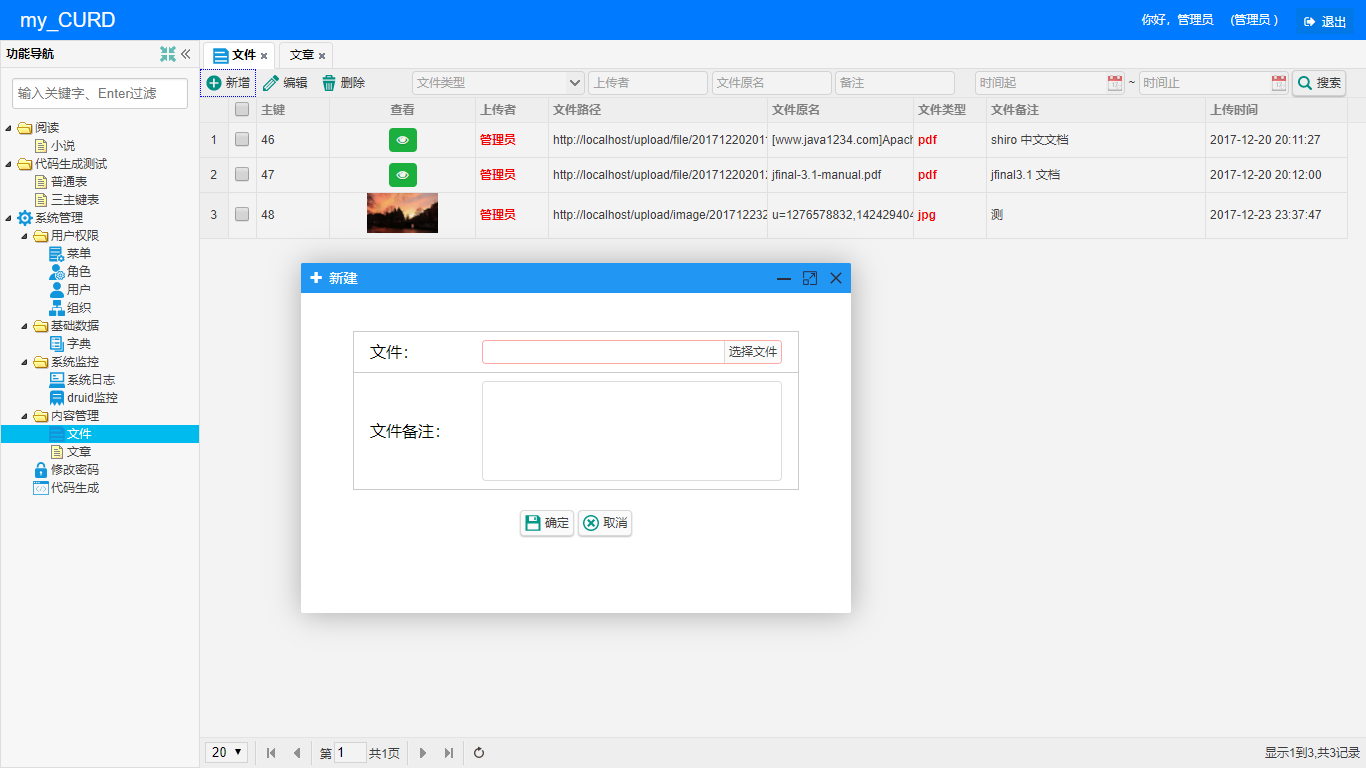 my_CURD
你好，管理员 (管理员 ) 退出
功能导航
文件 文章
新增 编辑 删除 文件类型 上传者 文件原名 备注 时间起 ~ 时间止 搜索
输入关键字、Enter过滤
阅读
小说
代码生成测试
普通表
三主键表
系统管理
用户权限
菜单
角色
用户
组织
基础数据
字典
系统监控
系统日志
druid监控
内容管理
文件
文章
修改密码
代码生成
主键 查看 上传者 文件路径 文件原名 文件类型 文件备注 上传时间
1 46 管理员 http://localhost/upload/file/201712202011 [www.java1234.com]Apach pdf shiro 中文文档 2017-12-20 20:11:27
2 47 管理员 http://localhost/upload/file/201712202012 jfinal-3.1-manual.pdf pdf jfinal3.1 文档 2017-12-20 20:12:00
3 48 管理员 http://localhost/upload/image/201712232 u=1276578832,142429404 jpg 测 2017-12-23 23:37:47
新建
文件：
选择文件
文件备注：
确定 取消
20 第 1 共1页
显示1到3,共3记录